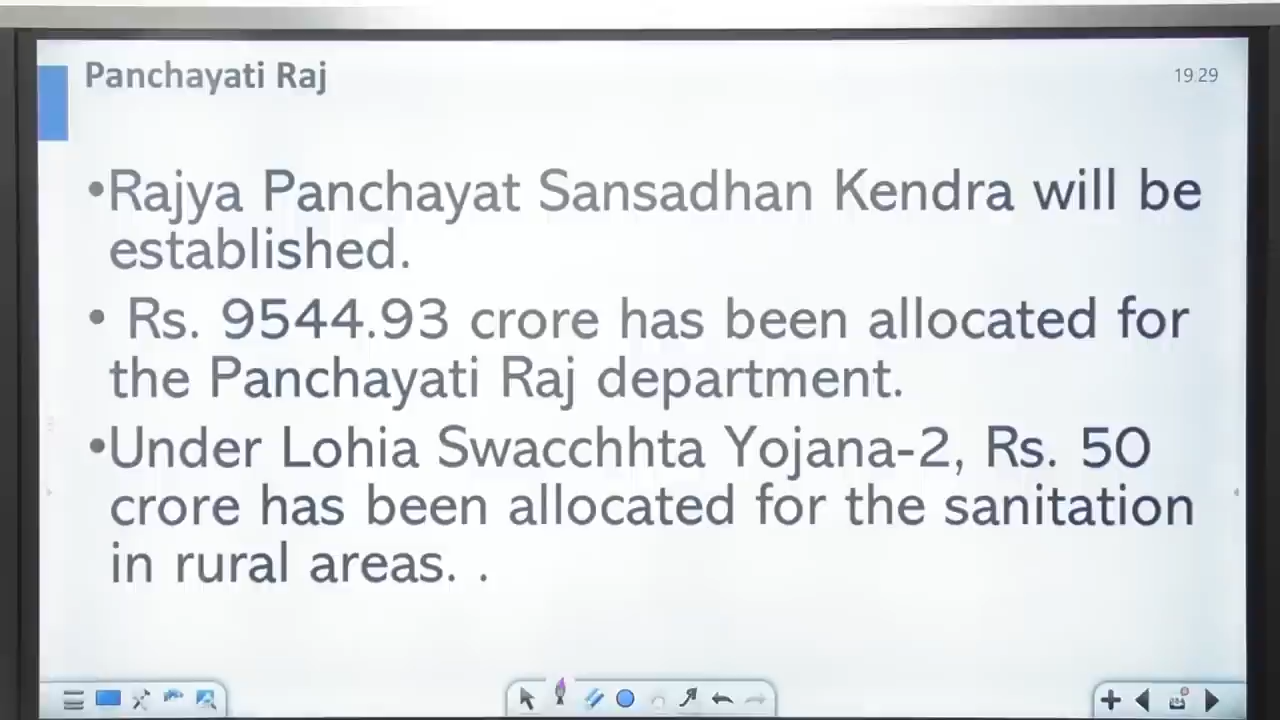 Panchayati Raj
19:29
•Rajya Panchayat Sansadhan Kendra will be
established.
• Rs. 9544.93 crore has been allocated for
the Panchayati Raj department.
•Under Lohia Swacchhta Yojana-2, Rs. 50
crore has been allocated for the sanitation
in rural areas. .